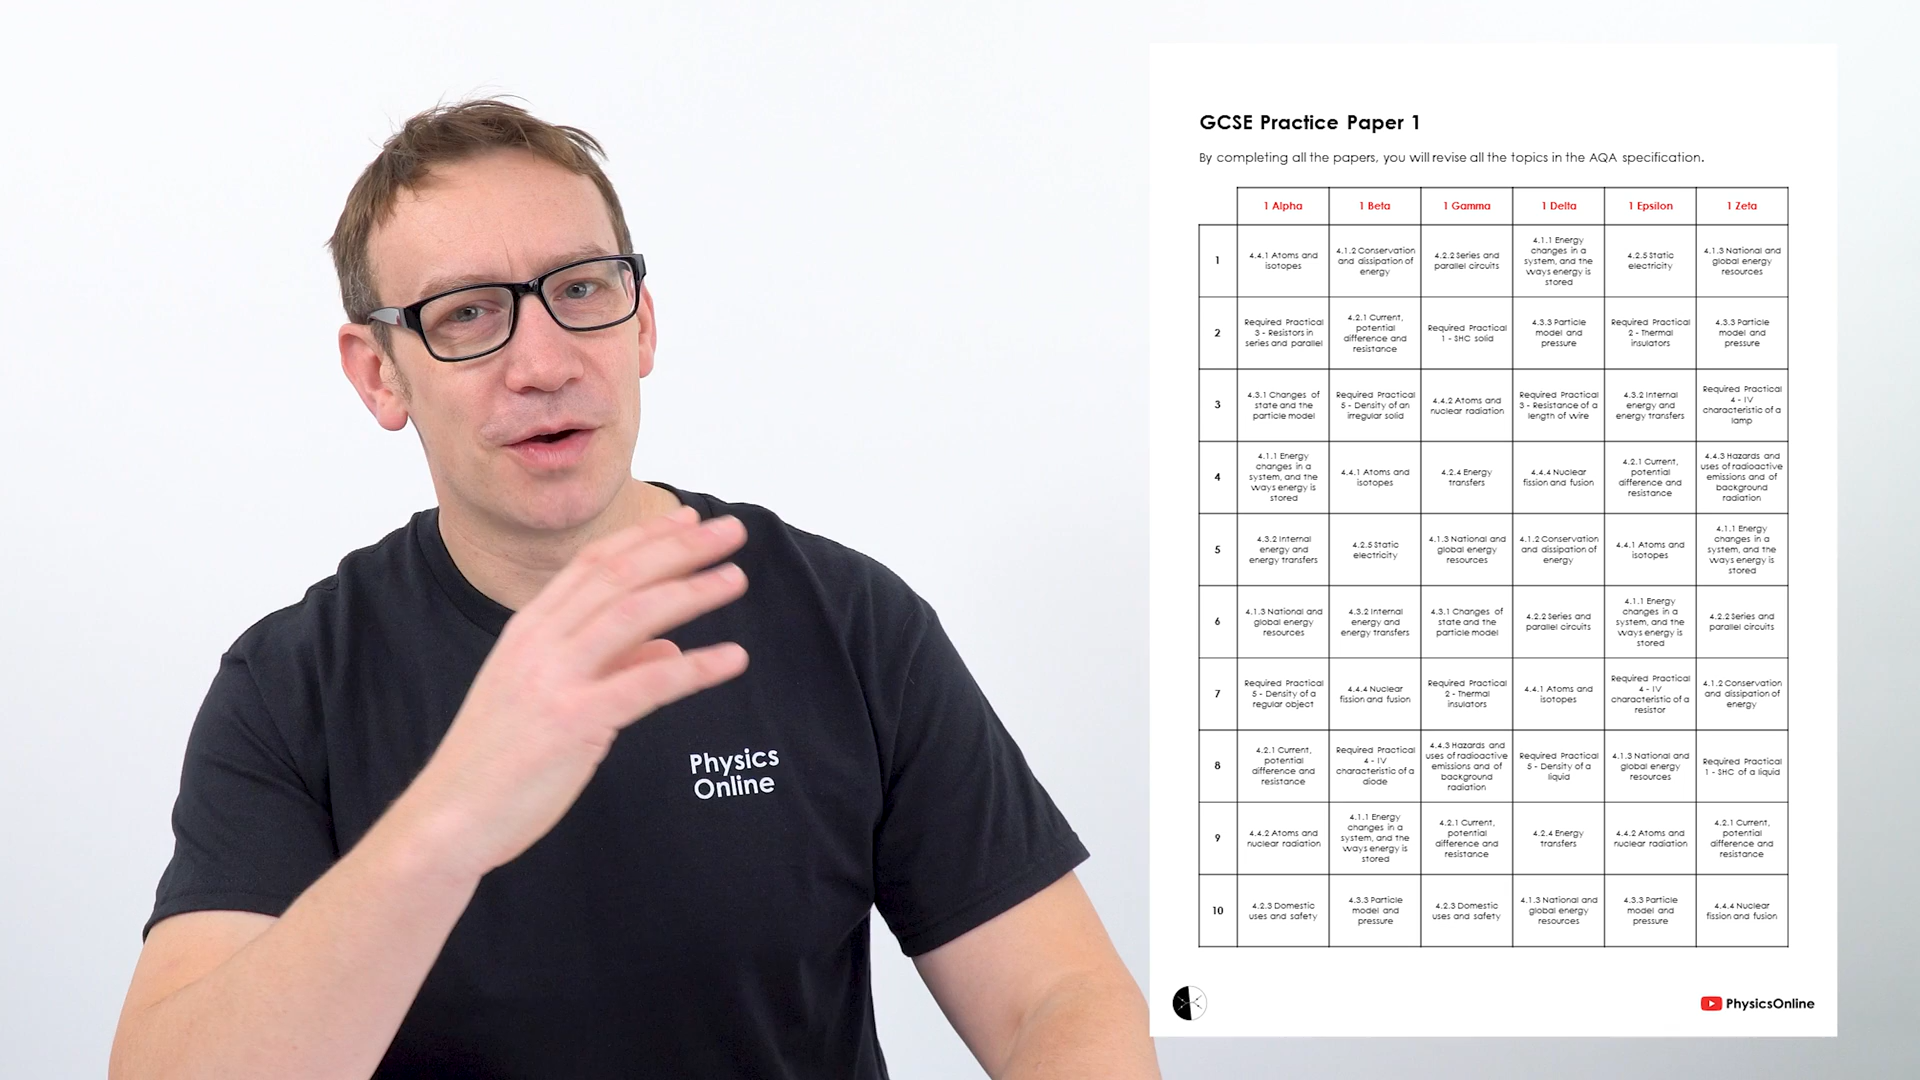 GCSE Practice Paper 1
By completing all the papers, you will revise all the topics in the AQA specification.
1 Alpha
1 Beta
1 Gamma
1 Delta
1 Epsilon
1 Zeta
1
4.4.1 Atoms and
isotopes
4.1.2 Conservation
and dissipation of
energy
4.2.2 Series and
parallel circuits
4.1.1 Energy
changes in a
system, and the
ways energy is
stored
4.2.5 Static
electricity
4.1.3 National and
global energy
resources
2
Required Practical
3 - Resistors in
series and parallel
4.2.1 Current,
potential
difference and
resistance
Required Practical
1 - SHC solid
4.3.3 Particle
model and
pressure
Required Practical
2 - Thermal
insulators
4.3.3 Particle
model and
pressure
3
4.3.1 Changes of
state and the
particle model
Required Practical
5 - Density of an
irregular solid
4.4.2 Atoms and
nuclear radiation
Required Practical
3 - Resistance of a
length of wire
4.3.2 Internal
energy and
energy transfers
Required Practical
4 - IV
characteristic of a
lamp
4
4.1.1 Energy
changes in a
system, and the
ways energy is
stored
4.4.1 Atoms and
isotopes
4.2.4 Energy
transfers
4.4.4 Nuclear
fission and fusion
4.2.1 Current,
potential
difference and
resistance
4.4.3 Hazards and
uses of radioactive
emissions and of
background
radiation
5
4.3.2 Internal
energy and
energy transfers
4.2.5 Static
electricity
4.1.3 National and
global energy
resources
4.1.2 Conservation
and dissipation of
energy
4.4.1 Atoms and
isotopes
4.1.1 Energy
changes in a
system, and the
ways energy is
stored
6
4.1.3 National and
global energy
resources
4.3.2 Internal
energy and
energy transfers
4.3.1 Changes of
state and the
particle model
4.2.2 Series and
parallel circuits
4.1.1 Energy
changes in a
system, and the
ways energy is
stored
4.2.2 Series and
parallel circuits
7
Required Practical
5 - Density of a
regular object
4.4.4 Nuclear
fission and fusion
Required Practical
2 - Thermal
insulators
4.4.1 Atoms and
isotopes
Required Practical
4 - IV
characteristic of a
resistor
4.1.2 Conservation
and dissipation of
energy
8
4.2.1 Current,
potential
difference and
resistance
Required Practical
4 - IV
characteristic of a
diode
4.4.3 Hazards and
uses of radioactive
emissions and of
background
radiation
Required Practical
5 - Density of a
liquid
4.1.3 National and
global energy
resources
Required Practical
1 - SHC of a liquid
9
4.4.2 Atoms and
nuclear radiation
4.1.1 Energy
changes in a
system, and the
ways energy is
stored
4.2.1 Current,
potential
difference and
resistance
4.2.4 Energy
transfers
4.4.2 Atoms and
nuclear radiation
4.2.1 Current,
potential
difference and
resistance
10
4.2.3 Domestic
uses and safety
4.3.3 Particle
model and
pressure
4.2.3 Domestic
uses and safety
4.1.3 National and
global energy
resources
4.3.3 Particle
model and
pressure
4.4.4 Nuclear
fission and fusion
PhysicsOnline
Physics
Online